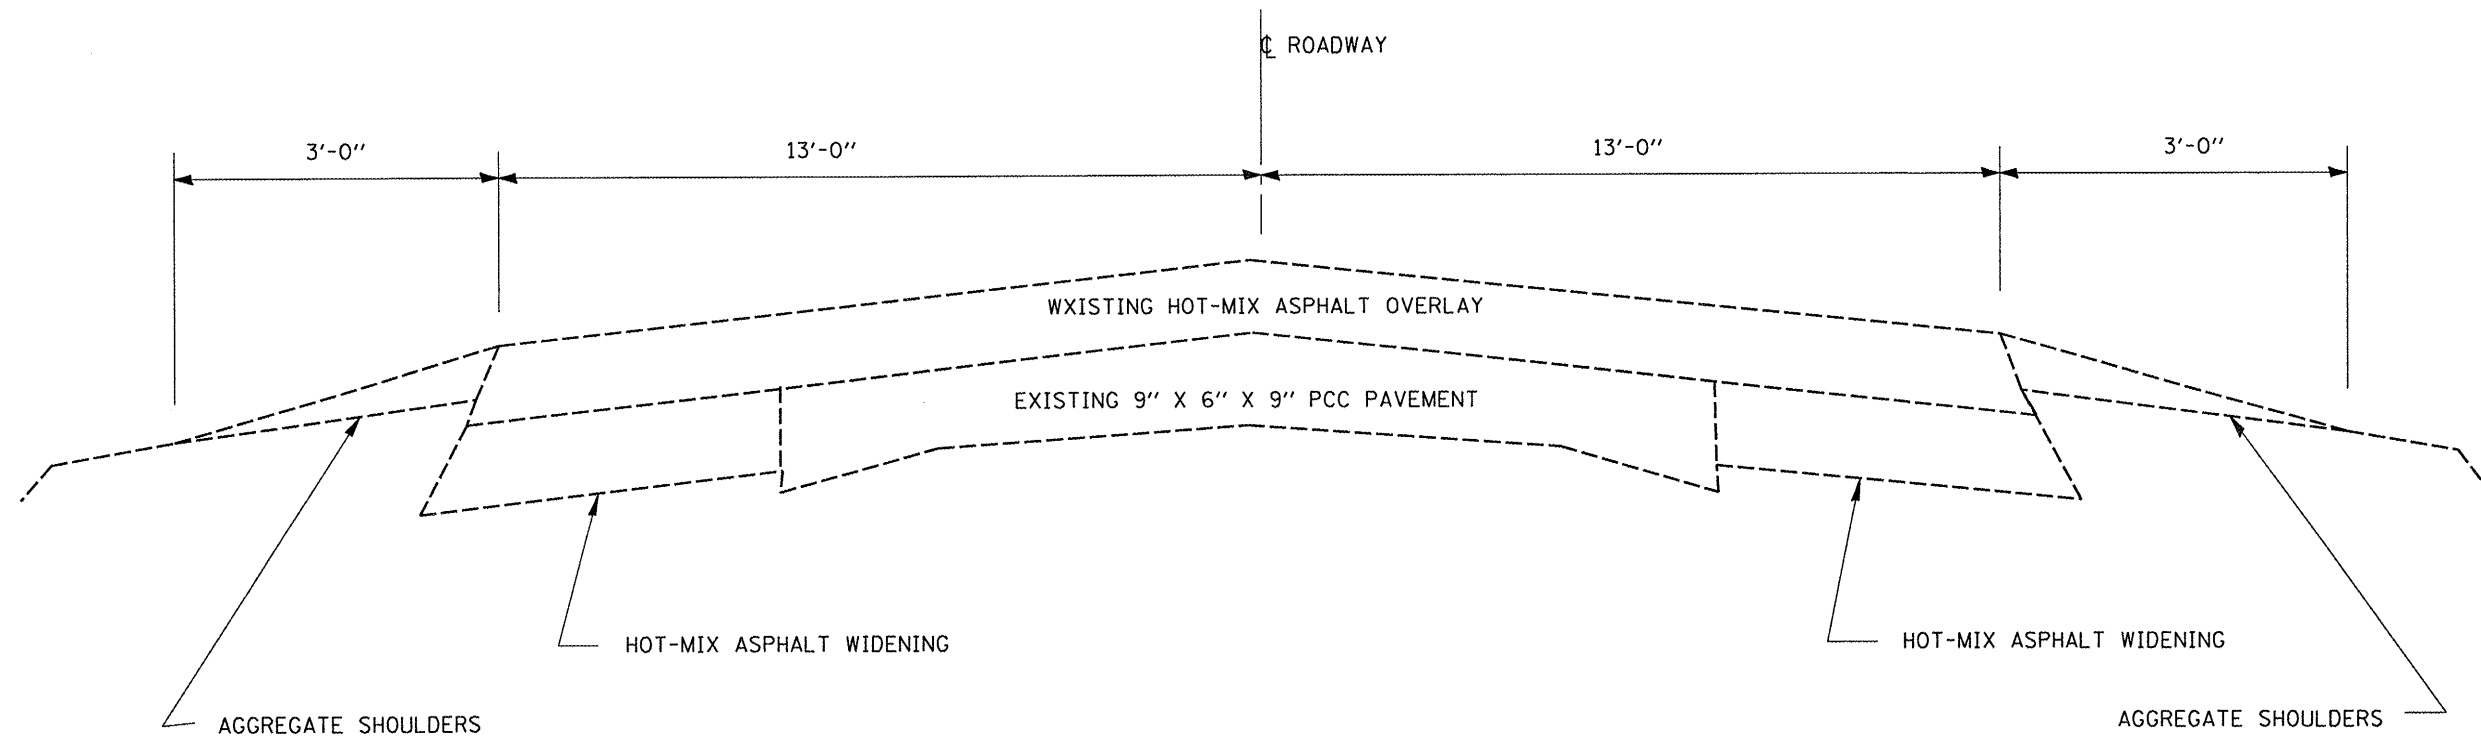 ℄ ROADWAY
3'-0" 13'-0" 13'-0" 3'-0"
WXISTING HOT-MIX ASPHALT OVERLAY
EXISTING 9" X 6" X 9" PCC PAVEMENT
HOT-MIX ASPHALT WIDENING
HOT-MIX ASPHALT WIDENING
AGGREGATE SHOULDERS
AGGREGATE SHOULDERS